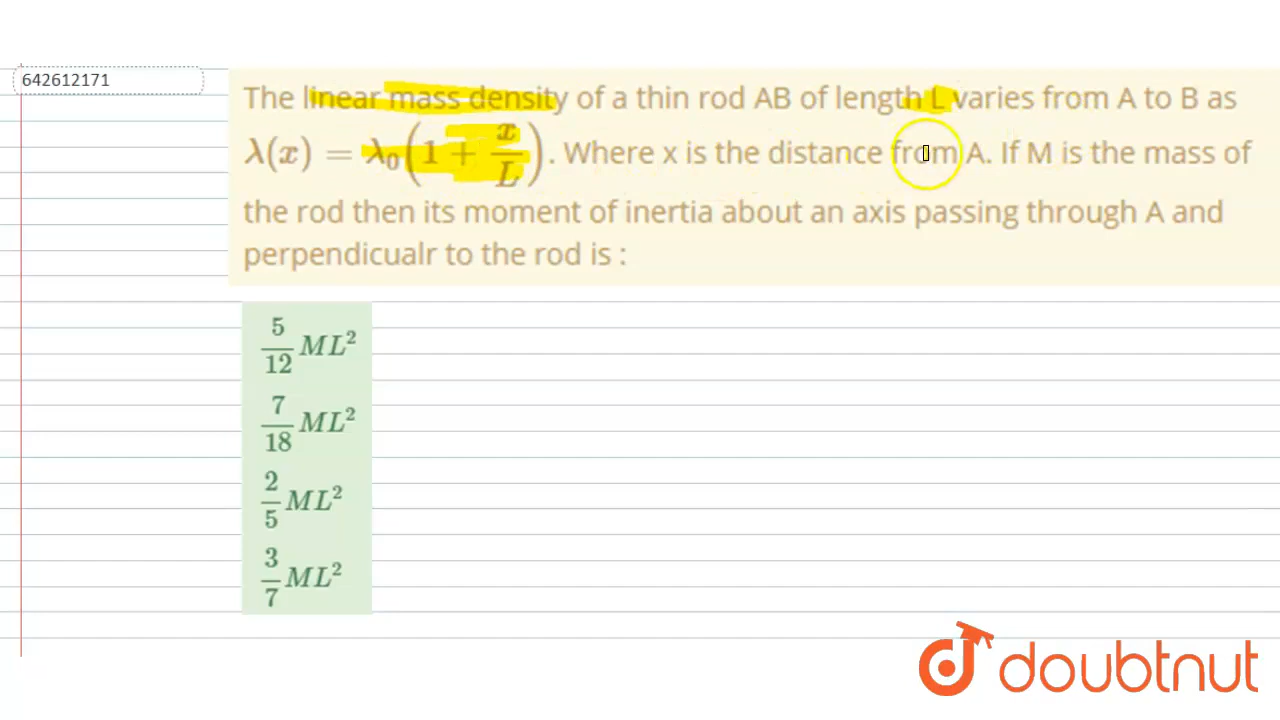 642612171
The linear mass density of a thin rod AB of length L varies from A to B as
λ(x) = λ₀(1 + x/L). Where x is the distance from A. If M is the mass of
the rod then its moment of inertia about an axis passing through A and
perpendicualr to the rod is :
5/12 ML²
7/18 ML²
2/5 ML²
3/7 ML²
doubtnut